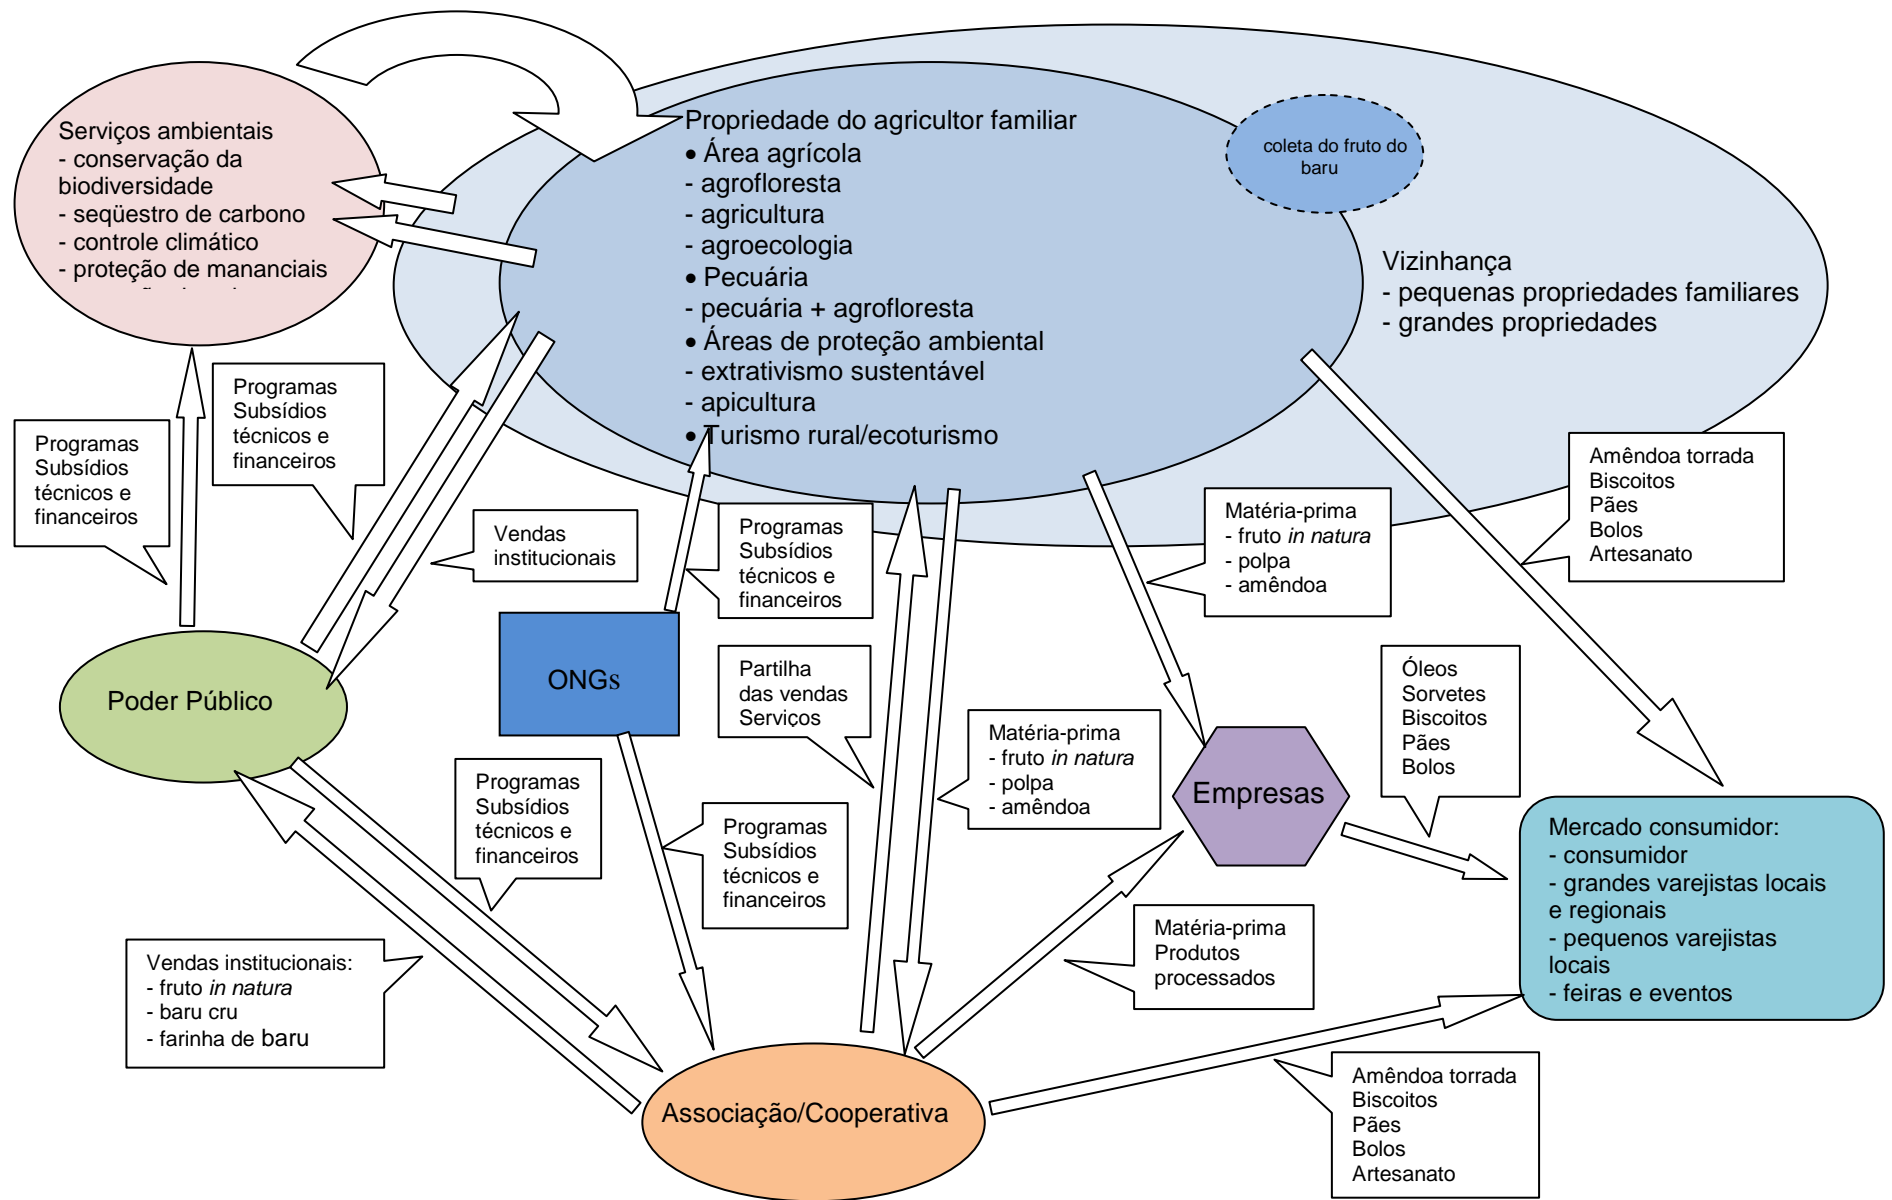 Serviços ambientais
- conservação da
biodiversidade
- seqüestro de carbono
- controle climático
- proteção de mananciais
Propriedade do agricultor familiar
• Área agrícola
- agrofloresta
- agricultura
- agroecologia
• Pecuária
- pecuária + agrofloresta
• Áreas de proteção ambiental
- extrativismo sustentável
- apicultura
• Turismo rural/ecoturismo
coleta do fruto do
baru
Vizinhança
- pequenas propriedades familiares
- grandes propriedades
Programas
Subsídios
técnicos e
financeiros
Programas
Subsídios
técnicos e
financeiros
Vendas
institucionais
Programas
Subsídios
técnicos e
financeiros
Matéria-prima
- fruto in natura
- polpa
- amêndoa
Amêndoa torrada
Biscoitos
Pães
Bolos
Artesanato
Poder Público
ONGs
Partilha
das vendas
Serviços
Matéria-prima
- fruto in natura
- polpa
- amêndoa
Óleos
Sorvetes
Biscoitos
Pães
Bolos
Empresas
Programas
Subsídios
técnicos e
financeiros
Programas
Subsídios
técnicos e
financeiros
Mercado consumidor:
- consumidor
- grandes varejistas locais
e regionais
- pequenos varejistas
locais
- feiras e eventos
Vendas institucionais:
- fruto in natura
- baru cru
- farinha de baru
Matéria-prima
Produtos
processados
Associação/Cooperativa
Amêndoa torrada
Biscoitos
Pães
Bolos
Artesanato